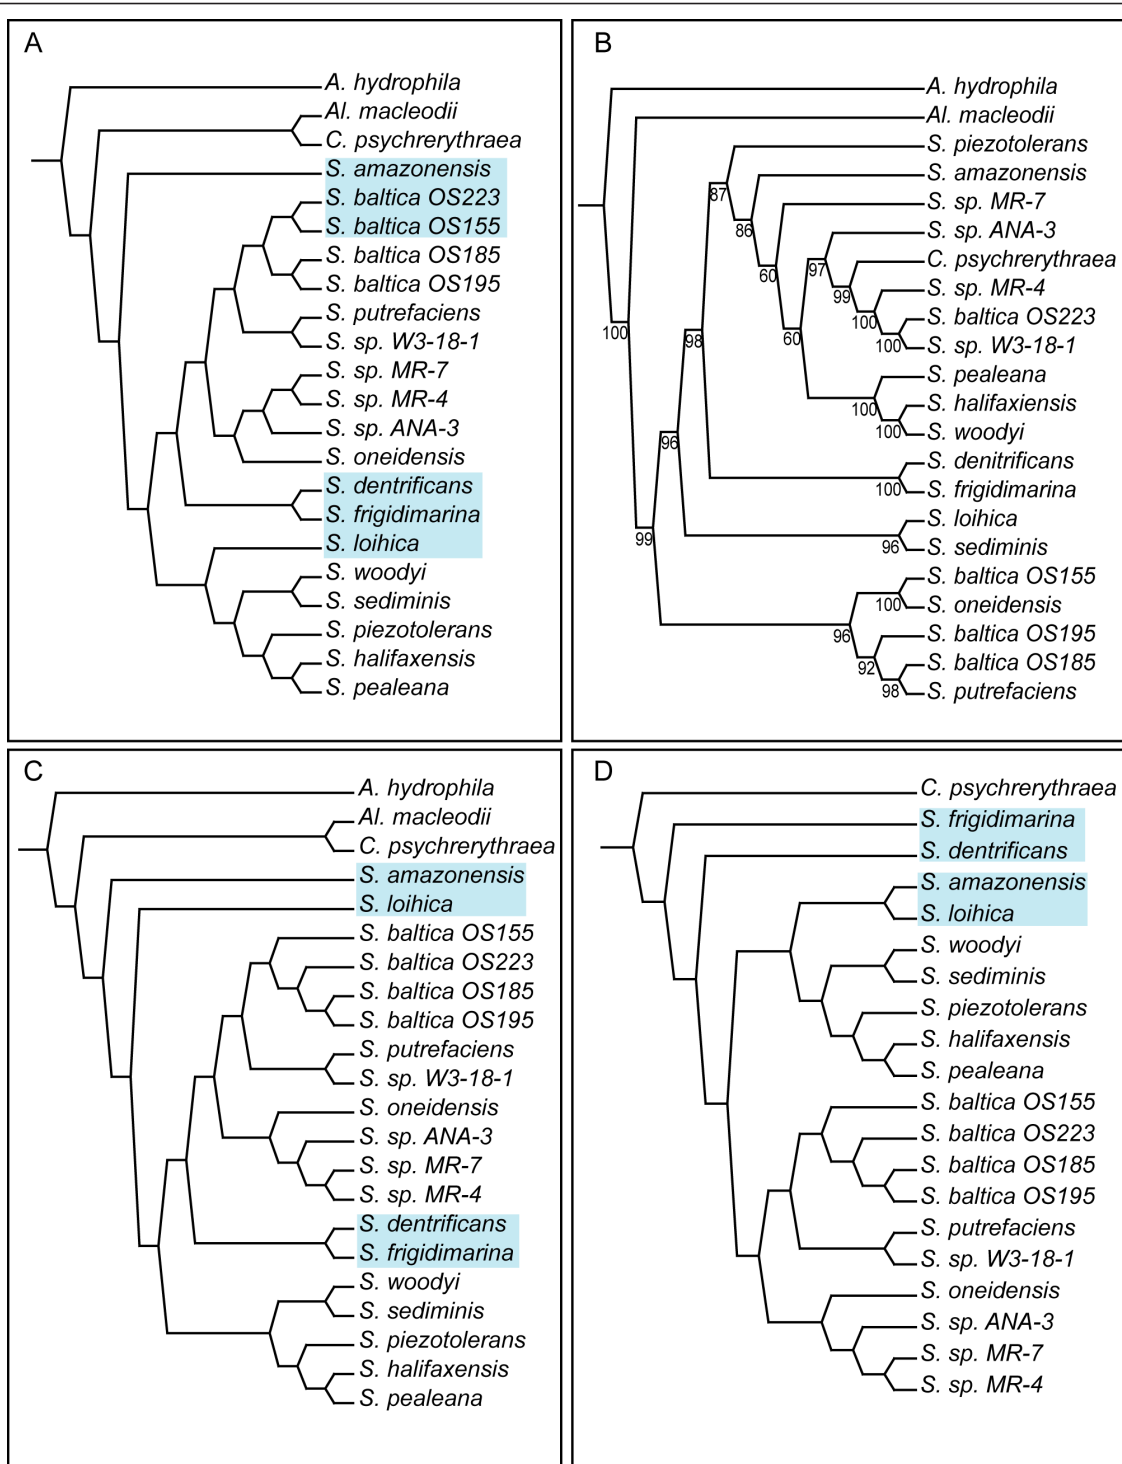 A
A. hydrophila
Al. macleodii
C. psychrerythraea
S. amazonensis
S. baltica OS223
S. baltica OS155
S. baltica OS185
S. baltica OS195
S. putrefaciens
S. sp. W3-18-1
S. sp. MR-7
S. sp. MR-4
S. sp. ANA-3
S. oneidensis
S. dentrificans
S. frigidimarina
S. loihica
S. woodyi
S. sediminis
S. piezotolerans
S. halifaxensis
S. pealeana
B
A. hydrophila
Al. macleodii
S. piezotolerans
S. amazonensis
87
S. sp. MR-7
86
S. sp. ANA-3
C. psychrerythraea
97
60
S. sp. MR-4
99
S. baltica OS223
100
100
98
60
S. sp. W3-18-1
100
S. pealeana
S. halifaxiensis
100
S. woodyi
100
96
S. denitrificans
S. frigidimarina
100
S. loihica
99
S. sediminis
96
S. baltica OS155
S. oneidensis
100
S. baltica OS195
96
S. baltica OS185
92
S. putrefaciens
98
C
A. hydrophila
Al. macleodii
C. psychrerythraea
S. amazonensis
S. loihica
S. baltica OS155
S. baltica OS223
S. baltica OS185
S. baltica OS195
S. putrefaciens
S. sp. W3-18-1
S. oneidensis
S. sp. ANA-3
S. sp. MR-7
S. sp. MR-4
S. dentrificans
S. frigidimarina
S. woodyi
S. sediminis
S. piezotolerans
S. halifaxensis
S. pealeana
D
C. psychrerythraea
S. frigidimarina
S. dentrificans
S. amazonensis
S. loihica
S. woodyi
S. sediminis
S. piezotolerans
S. halifaxensis
S. pealeana
S. baltica OS155
S. baltica OS223
S. baltica OS185
S. baltica OS195
S. putrefaciens
S. sp. W3-18-1
S. oneidensis
S. sp. ANA-3
S. sp. MR-7
S. sp. MR-4